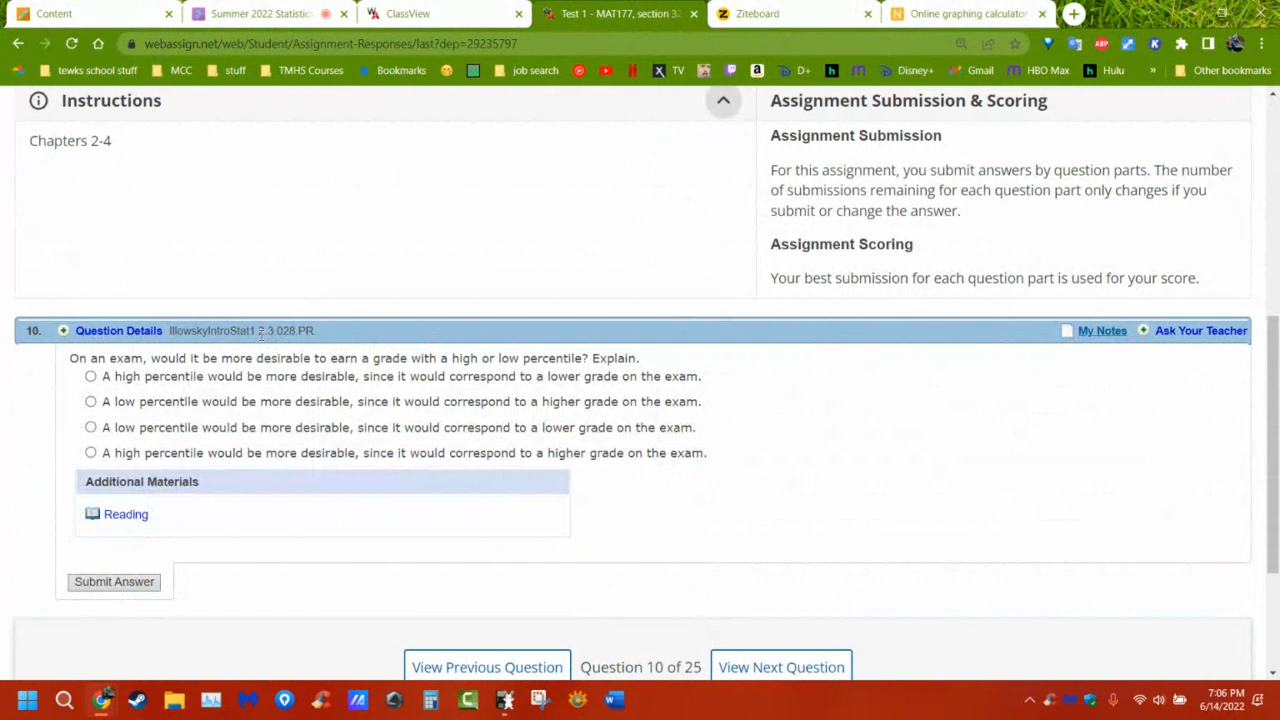 Content
Summer 2022 Statistics
ClassView
Test 1 - MAT177, section 33
Ziteboard
Online graphing calculator
webassign.net/web/Student/Assignment-Responses/last?dep=29235797
tewks school stuff
MCC
stuff
TMHS Courses
Bookmarks
job search
TV
D+
Disney+
Gmail
HBO Max
Hulu
Other bookmarks
Instructions
Assignment Submission & Scoring
Chapters 2-4
Assignment Submission
For this assignment, you submit answers by question parts. The number
of submissions remaining for each question part only changes if you
submit or change the answer.
Assignment Scoring
Your best submission for each question part is used for your score.
10. Question Details IllowskyIntroStat1 2.3.028.PR. My Notes Ask Your Teacher
On an exam, would it be more desirable to earn a grade with a high or low percentile? Explain.
A high percentile would be more desirable, since it would correspond to a lower grade on the exam.
A low percentile would be more desirable, since it would correspond to a higher grade on the exam.
A low percentile would be more desirable, since it would correspond to a lower grade on the exam.
A high percentile would be more desirable, since it would correspond to a higher grade on the exam.
Additional Materials
Reading
Submit Answer
View Previous Question Question 10 of 25 View Next Question
7:06 PM
6/14/2022